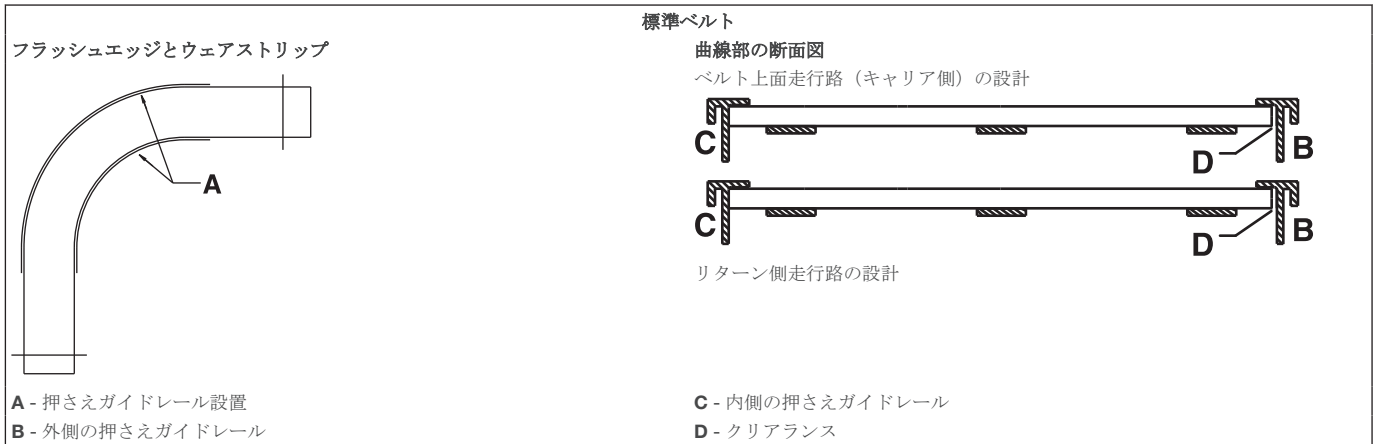 標準ベルト
フラッシュエッジとウェアストリップ
A
曲線部の断面図
ベルト上面走行路（キャリア側）の設計
C
D
B
C
D
B
リターン側走行路の設計
A - 押さえガイドレール設置
B - 外側の押さえガイドレール
C - 内側の押さえガイドレール
D - クリアランス